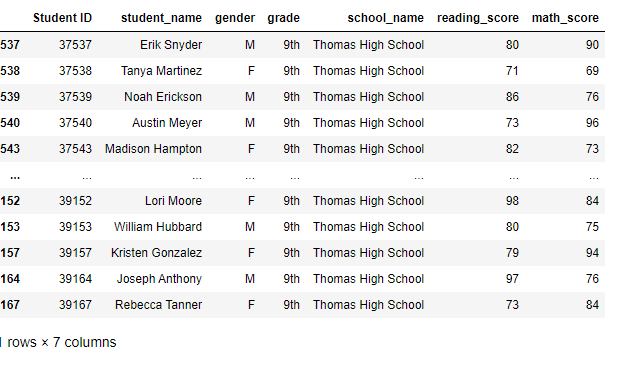 Student ID student_name gender grade school_name reading_score math_score
537 37537 Erik Snyder M 9th Thomas High School 80 90
538 37538 Tanya Martinez F 9th Thomas High School 71 69
539 37539 Noah Erickson M 9th Thomas High School 86 76
540 37540 Austin Meyer M 9th Thomas High School 73 96
543 37543 Madison Hampton F 9th Thomas High School 82 73
... ... ... ... ... ... ... ...
152 39152 Lori Moore F 9th Thomas High School 98 84
153 39153 William Hubbard M 9th Thomas High School 80 75
157 39157 Kristen Gonzalez F 9th Thomas High School 79 94
164 39164 Joseph Anthony M 9th Thomas High School 97 76
167 39167 Rebecca Tanner F 9th Thomas High School 73 84
rows × 7 columns